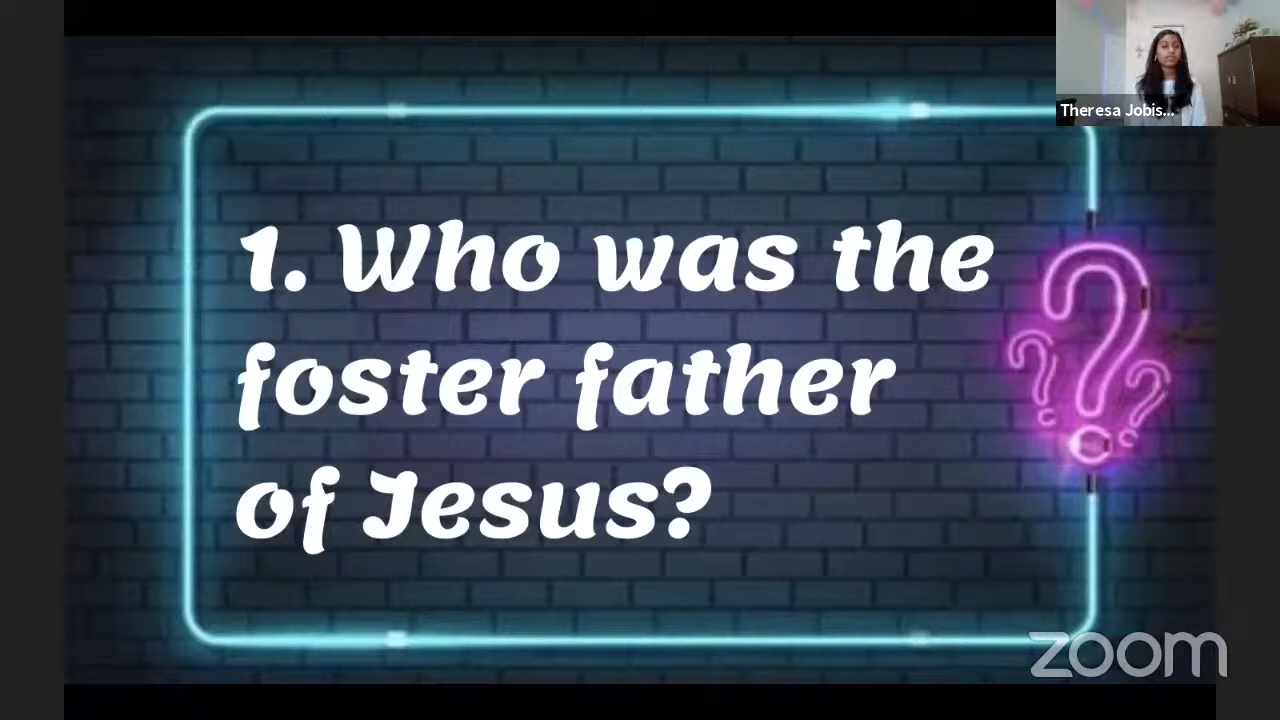 Theresa Jobis...
1. Who was the
foster father
of Jesus?
zoom